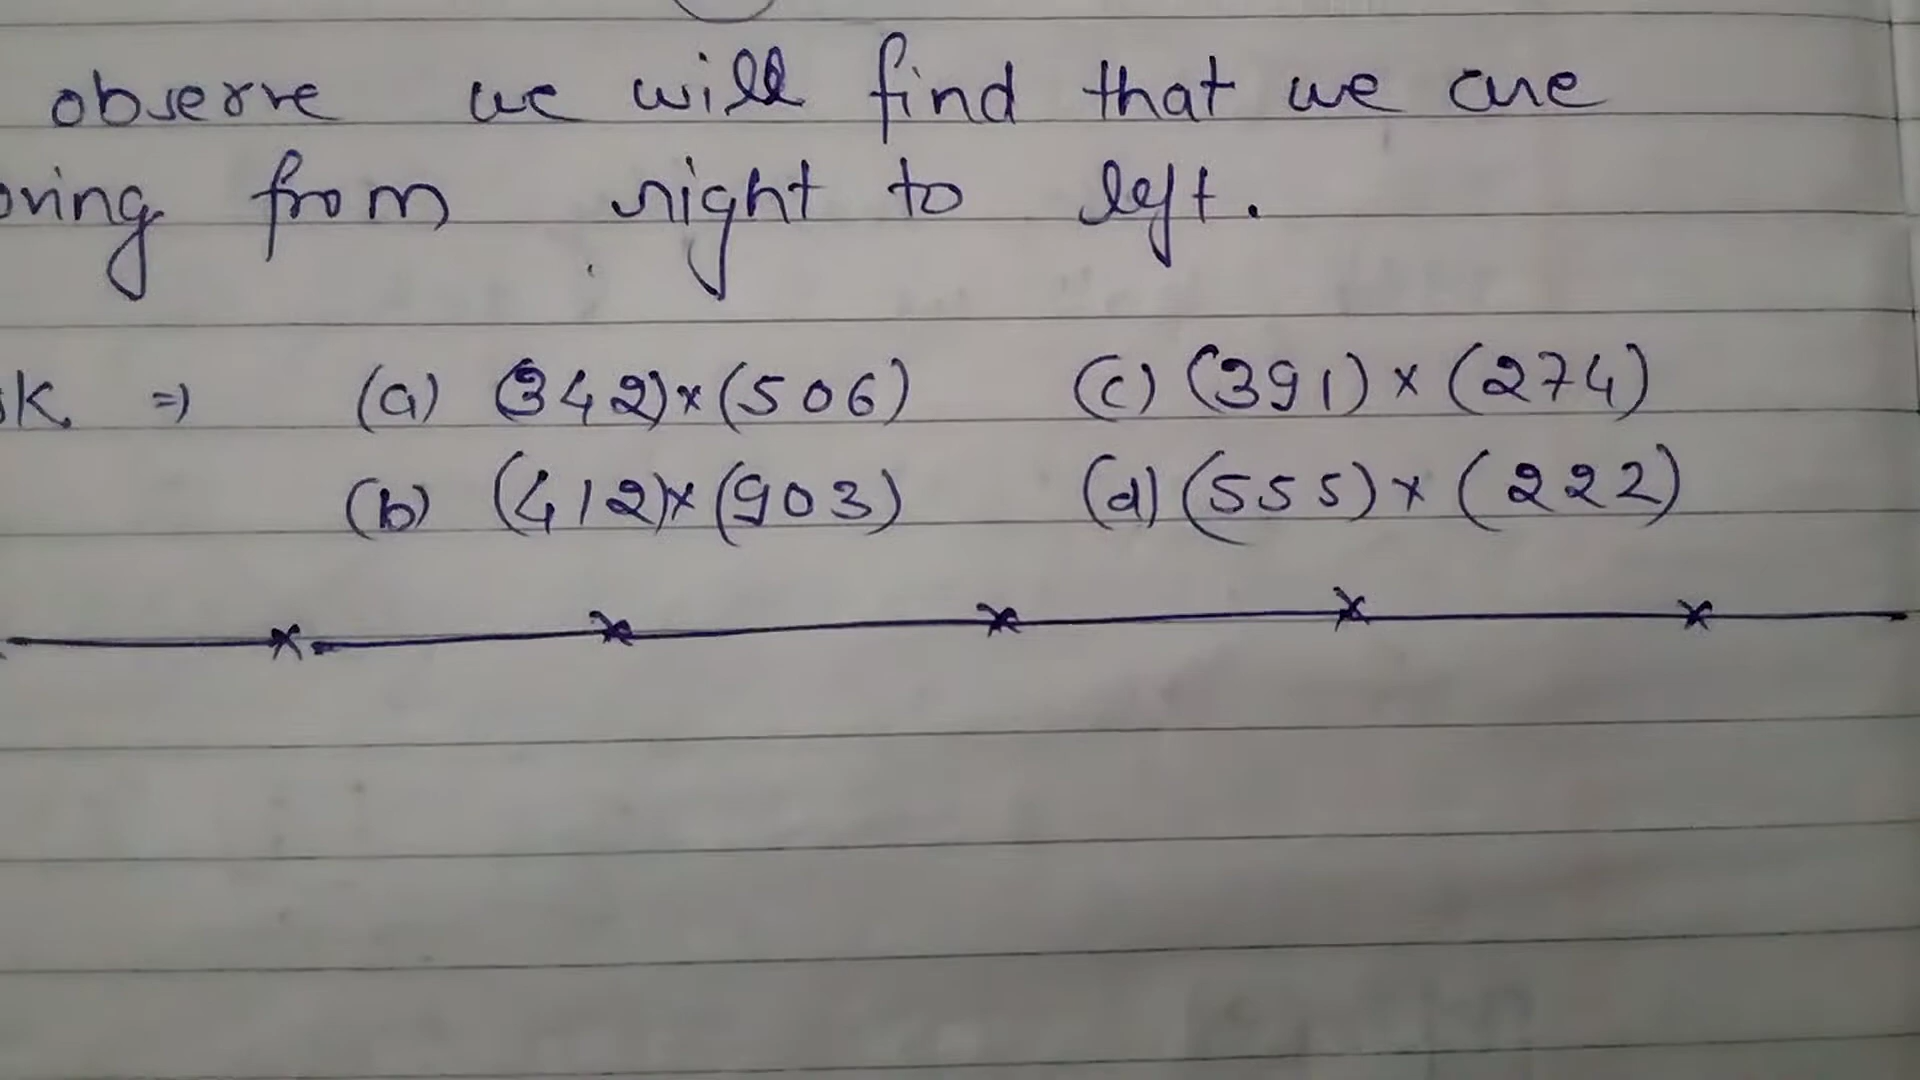 observe we will find that we are
from right to left.
=> (a) (342)×(506) (c) (391)×(274)
(b) (412)×(903) (d) (555)×(222)